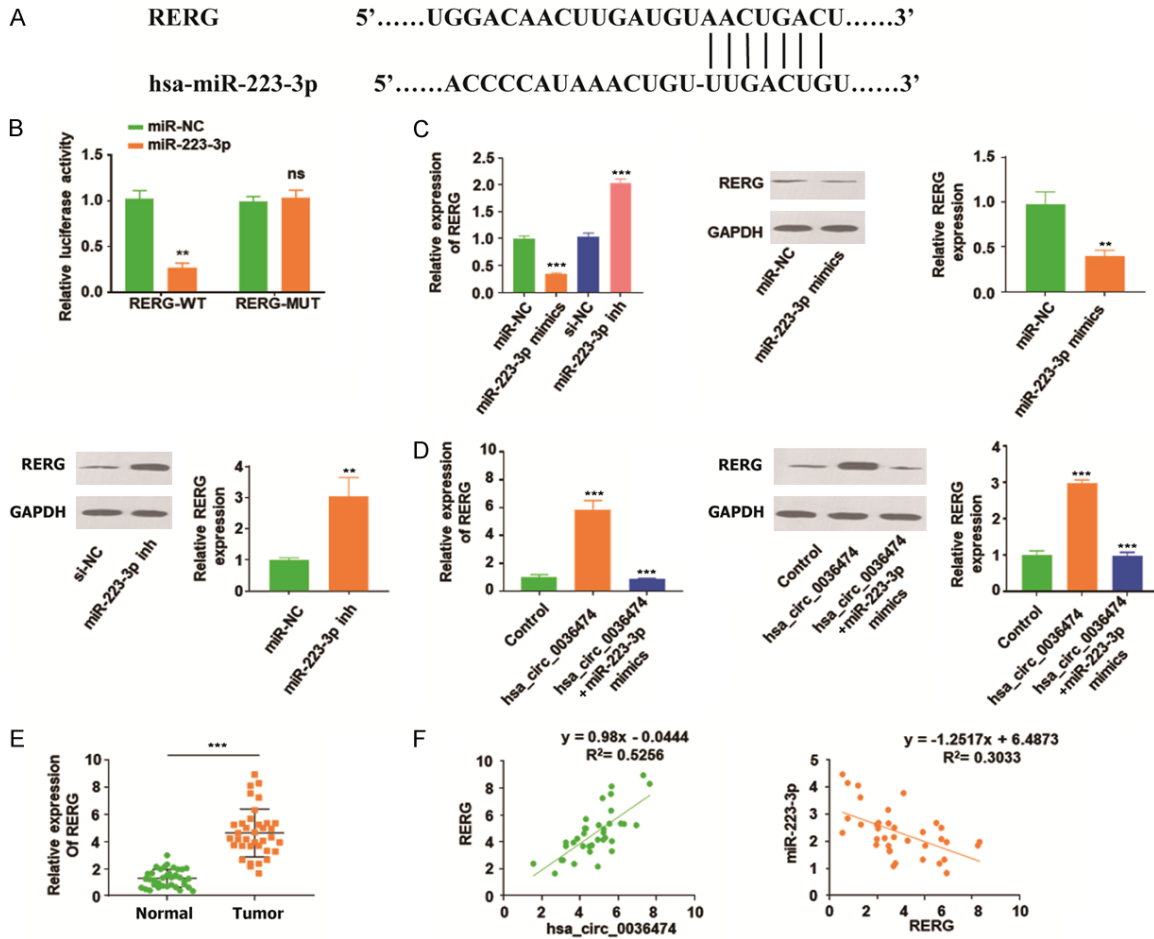 A
RERG 5’……UGGACAACUUGAUGUAACUGACU……3’
hsa-miR-223-3p 5’……ACCCCAUAAACUGU-UUGACUGU……3’
B
miR-NC
miR-223-3p
Relative luciferase activity
1.5
1.0
0.5
0.0
**
ns
RERG-WT RERG-MUT
C
Relative expression
of RERG
2.5
2.0
1.5
1.0
0.5
0.0
***
***
miR-NC
miR-223-3p mimics
si-NC
miR-223-3p inh
RERG
GAPDH
miR-NC
miR-223-3p mimics
Relative RERG
expression
1.5
1.0
0.5
0.0
**
miR-NC
miR-223-3p mimics
RERG
GAPDH
si-NC
miR-223-3p inh
Relative RERG
expression
4
3
2
1
0
**
miR-NC
miR-223-3p inh
D
Relative expression
of RERG
10
8
6
4
2
0
***
***
Control
hsa_circ_0036474
hsa_circ_0036474
+miR-223-3p
mimics
RERG
GAPDH
Control
hsa_circ_0036474
hsa_circ_0036474
+miR-223-3p
mimics
Relative RERG
expression
4
3
2
1
0
***
***
Control
hsa_circ_0036474
hsa_circ_0036474
+miR-223-3p
mimics
E
Relative expression
Of RERG
10
8
6
4
2
0
***
Normal Tumor
F
y = 0.98x - 0.0444
R²= 0.5256
RERG
10
8
6
4
2
0
0 2 4 6 8 10
hsa_circ_0036474
y = -1.2517x + 6.4873
R²= 0.3033
miR-223-3p
5
4
3
2
1
0
0 2 4 6 8 10
RERG